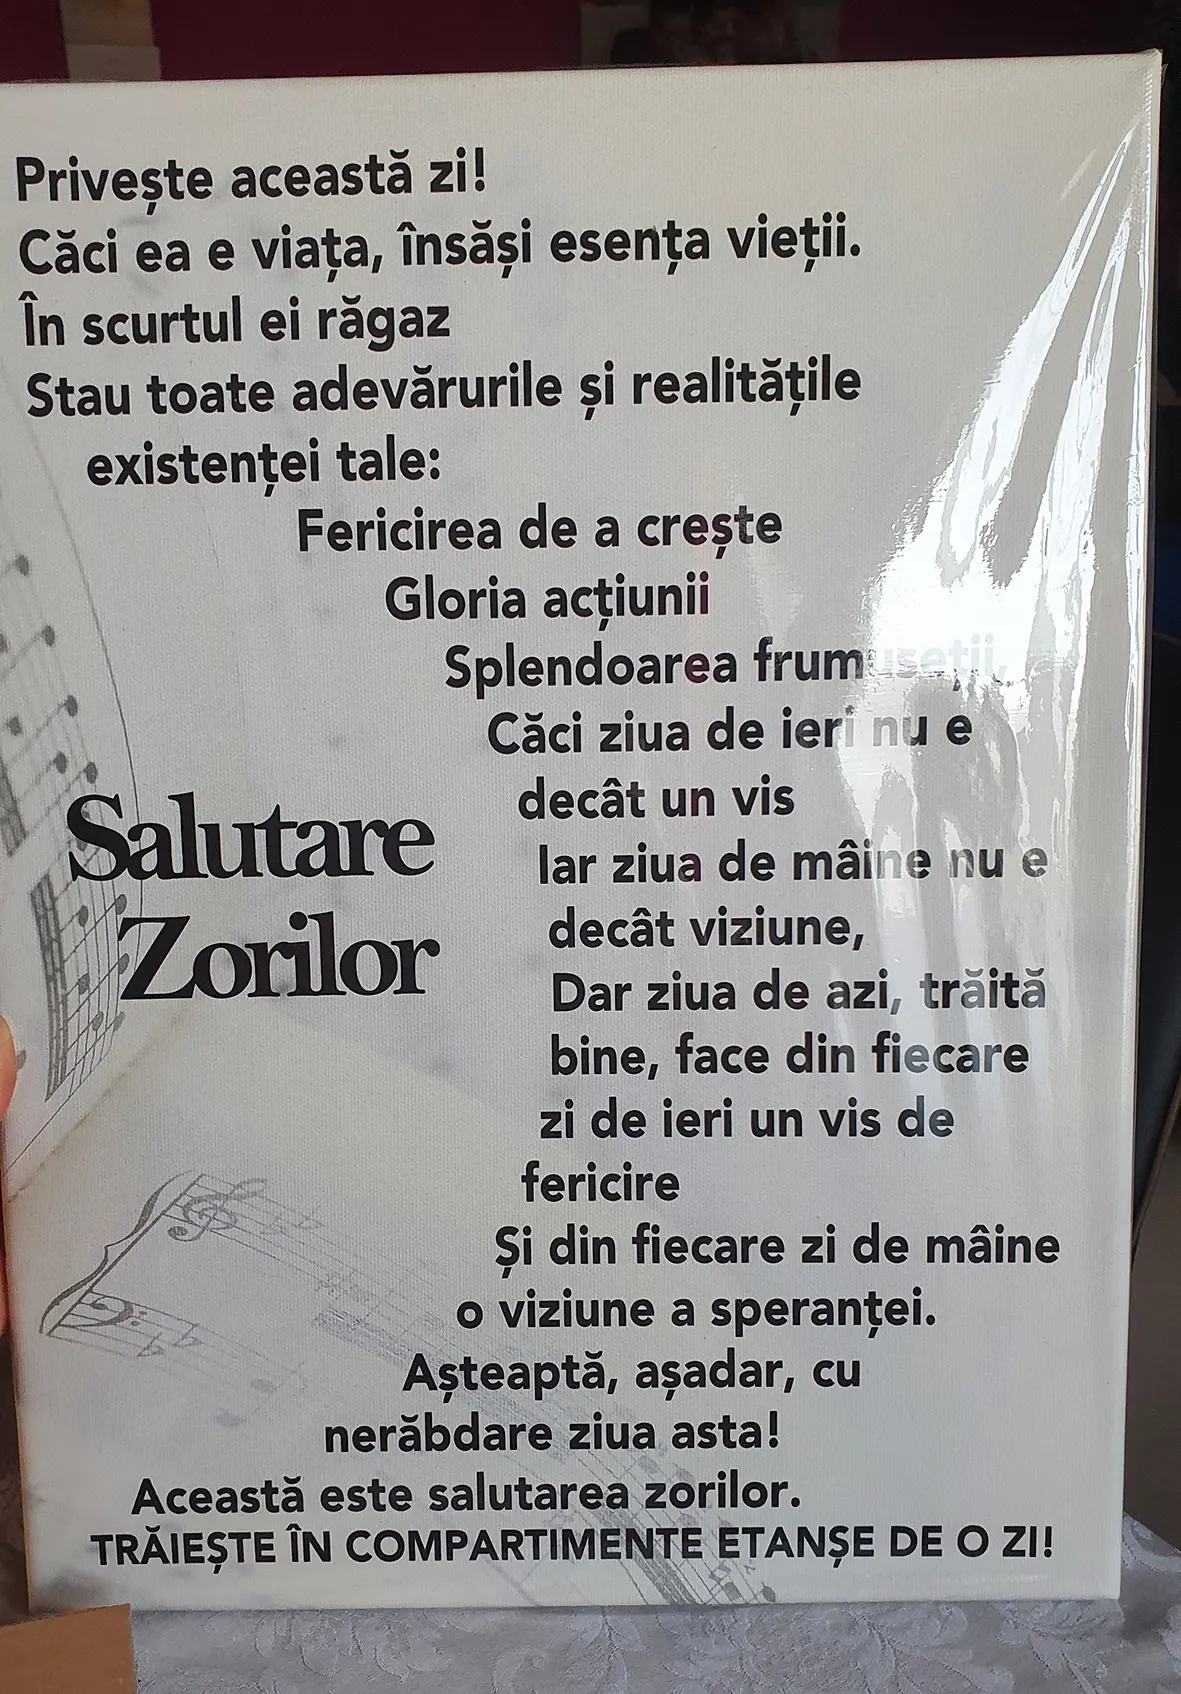 Privește această zi!
Căci ea e viața, însăși esența vieții.
În scurtul ei răgaz
Stau toate adevărurile și realitățile
existenței tale:
Fericirea de a crește
Gloria acțiunii
Splendoarea frumuseții,
Căci ziua de ieri nu e
decât un vis
Iar ziua de mâine nu e
decât viziune,
Dar ziua de azi, trăită
bine, face din fiecare
zi de ieri un vis de
fericire
Și din fiecare zi de mâine
o viziune a speranței.
Așteaptă, așadar, cu
nerăbdare ziua asta!
Această este salutarea zorilor.
TRĂIEȘTE ÎN COMPARTIMENTE ETANȘE DE O ZI!
Salutare
Zorilor